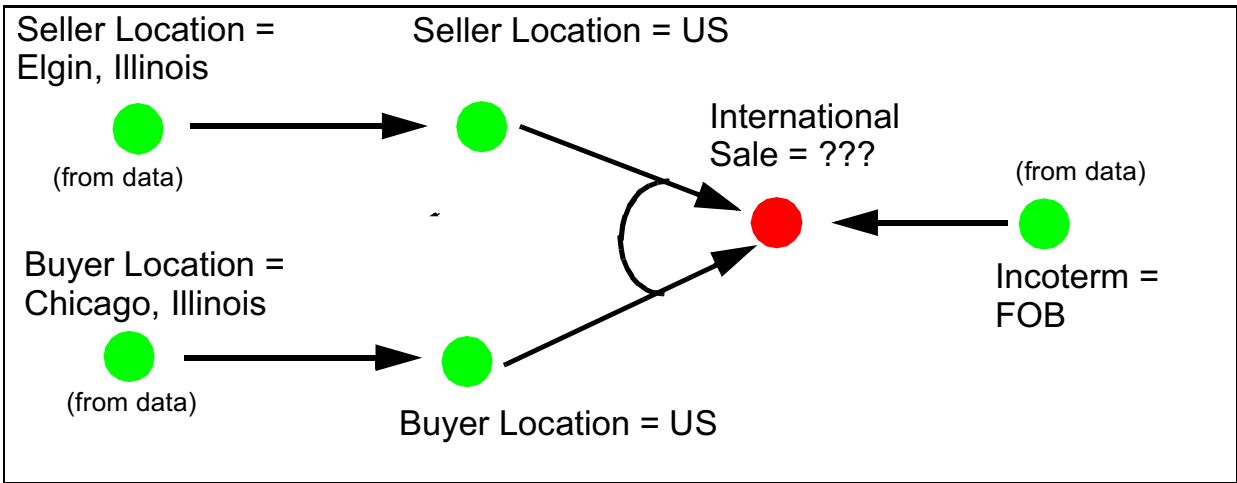 Seller Location =
Elgin, Illinois
(from data)
Seller Location = US
International
Sale = ???
(from data)
Incoterm =
FOB
Buyer Location =
Chicago, Illinois
(from data)
Buyer Location = US